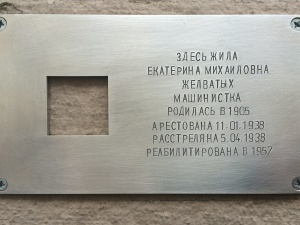 ЗДЕСЬ ЖИЛА
ЕКАТЕРИНА МИХАЙЛОВНА
ЖЕЛВАТЫХ
МАШИНИСТКА
РОДИЛАСЬ В 1905
АРЕСТОВАНА 11.01.1938
РАССТРЕЛЯНА 5.04.1938
РЕАБИЛИТИРОВАНА В 1957